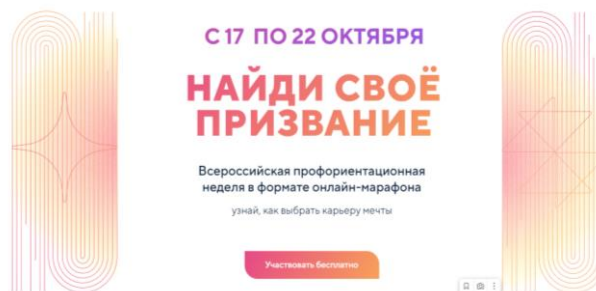 С 17 ПО 22 ОКТЯБРЯ
НАЙДИ СВОЁ
ПРИЗВАНИЕ
Всероссийская профориентационная
неделя в формате онлайн-марафона
узнай, как выбрать карьеру мечты
Участвовать бесплатно